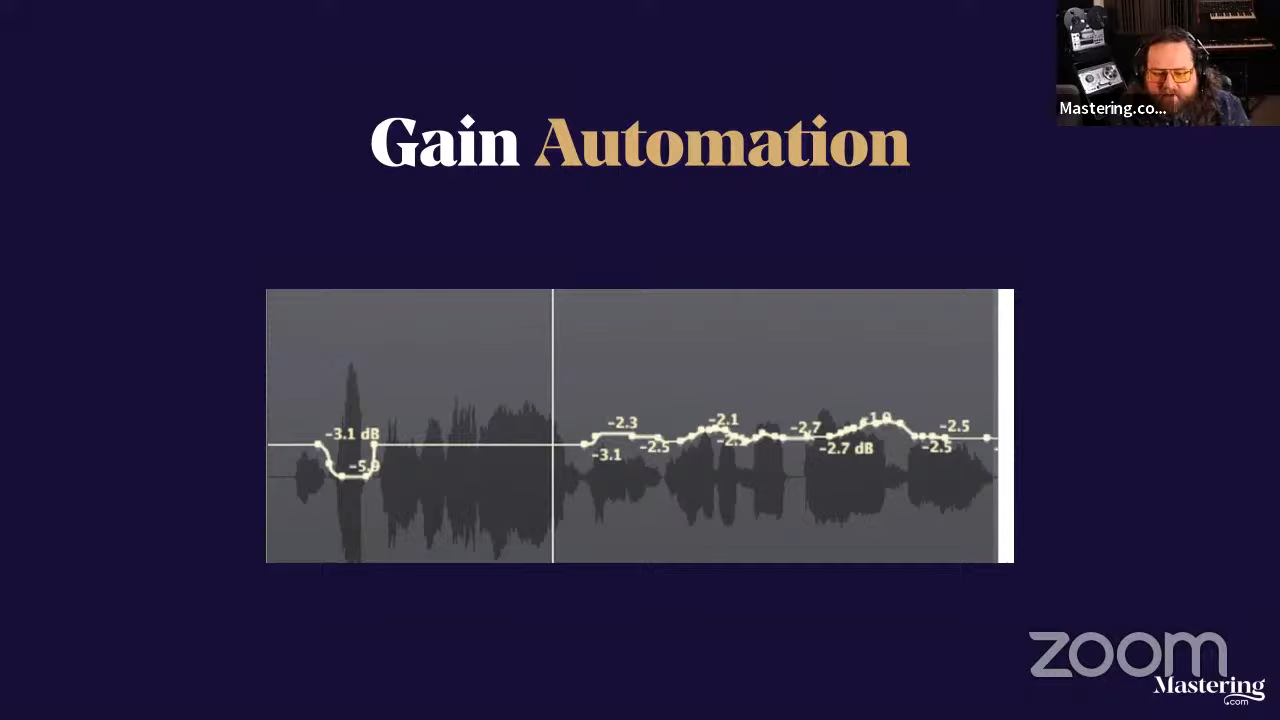 Mastering.co...
Gain Automation
-3.1 dB
-5.9
-2.3
-3.1
-2.5
-2.1
-2.7
-2.7 dB
-1.9
-2.5
-2.5
zoom
Mastering
.com